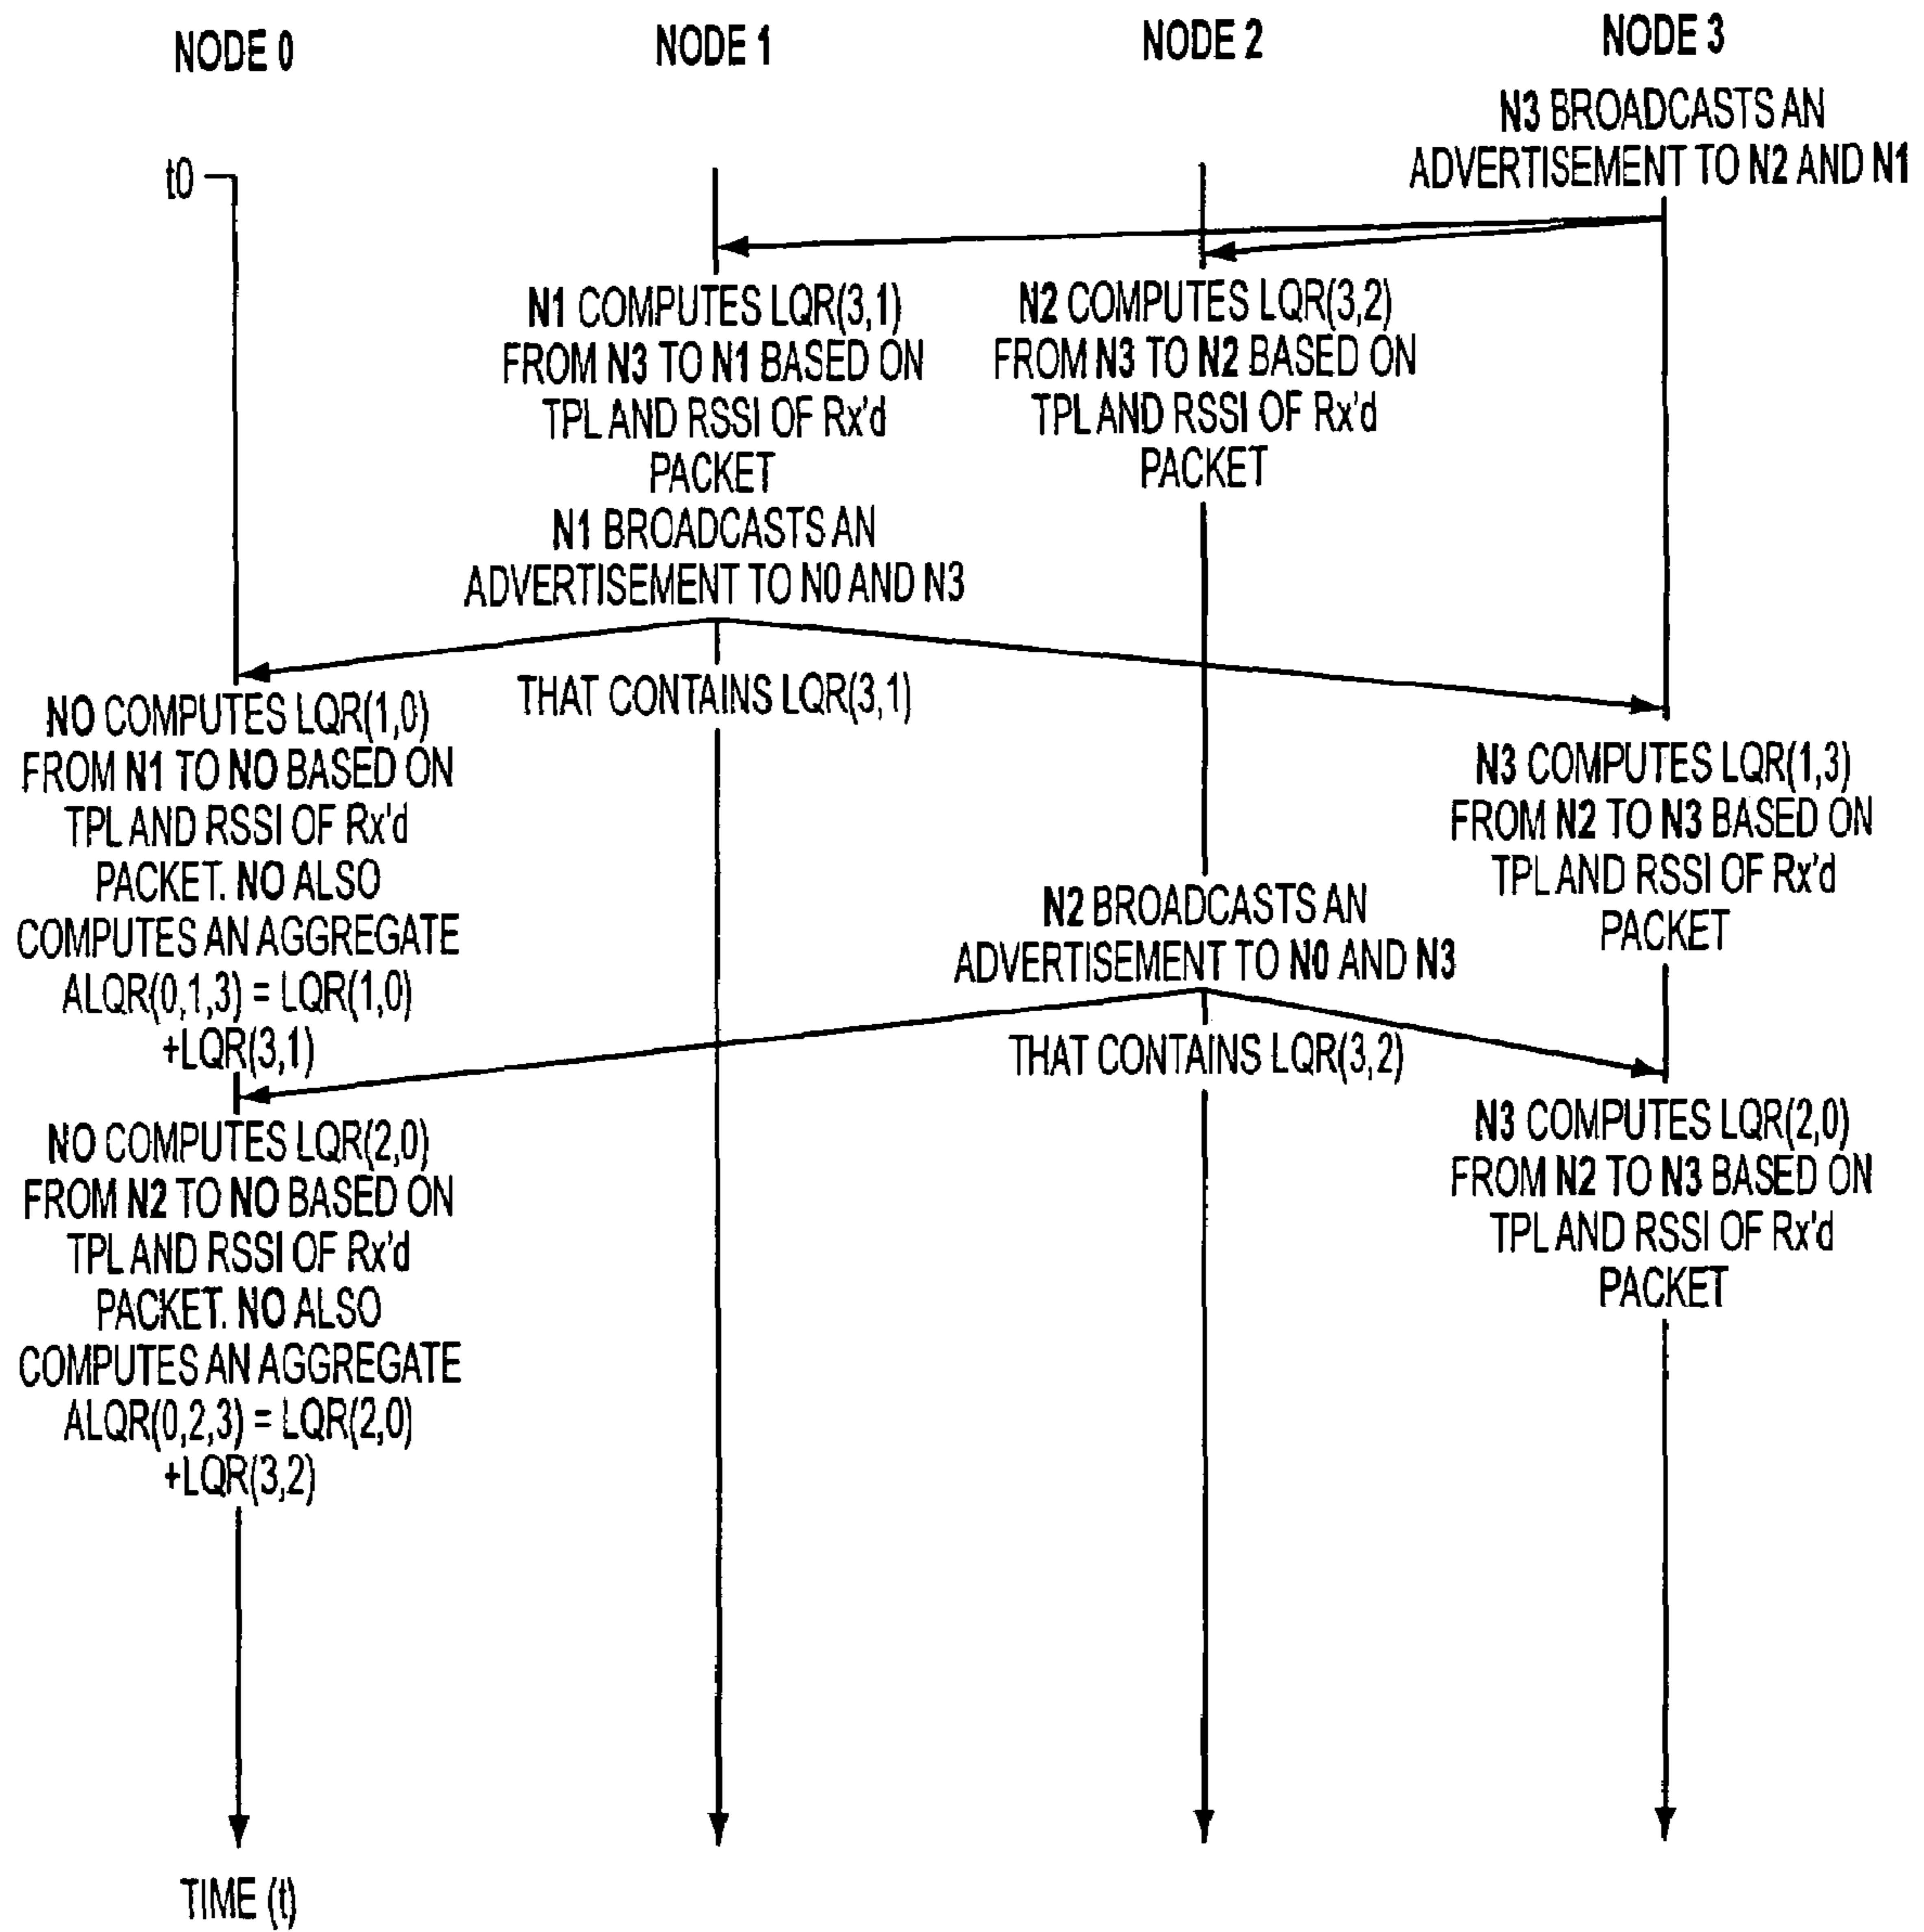 NODE 0
NODE 1
NODE 2
NODE 3
N3 BROADCASTS AN
ADVERTISEMENT TO N2 AND N1
t0
N1 COMPUTES LQR(3,1)
FROM N3 TO N1 BASED ON
TPL AND RSSI OF Rx'd
PACKET
N2 COMPUTES LQR(3,2)
FROM N3 TO N2 BASED ON
TPL AND RSSI OF Rx'd
PACKET
N1 BROADCASTS AN
ADVERTISEMENT TO N0 AND N3
THAT CONTAINS LQR(3,1)
NO COMPUTES LQR(1,0)
FROM N1 TO NO BASED ON
TPL AND RSSI OF Rx'd
PACKET. NO ALSO
COMPUTES AN AGGREGATE
ALQR(0,1,3) = LQR(1,0)
+LQR(3,1)
N3 COMPUTES LQR(1,3)
FROM N2 TO N3 BASED ON
TPL AND RSSI OF Rx'd
PACKET
N2 BROADCASTS AN
ADVERTISEMENT TO N0 AND N3
THAT CONTAINS LQR(3,2)
NO COMPUTES LQR(2,0)
FROM N2 TO NO BASED ON
TPL AND RSSI OF Rx'd
PACKET. NO ALSO
COMPUTES AN AGGREGATE
ALQR(0,2,3) = LQR(2,0)
+LQR(3,2)
N3 COMPUTES LQR(2,0)
FROM N2 TO N3 BASED ON
TPL AND RSSI OF Rx'd
PACKET
TIME (t)